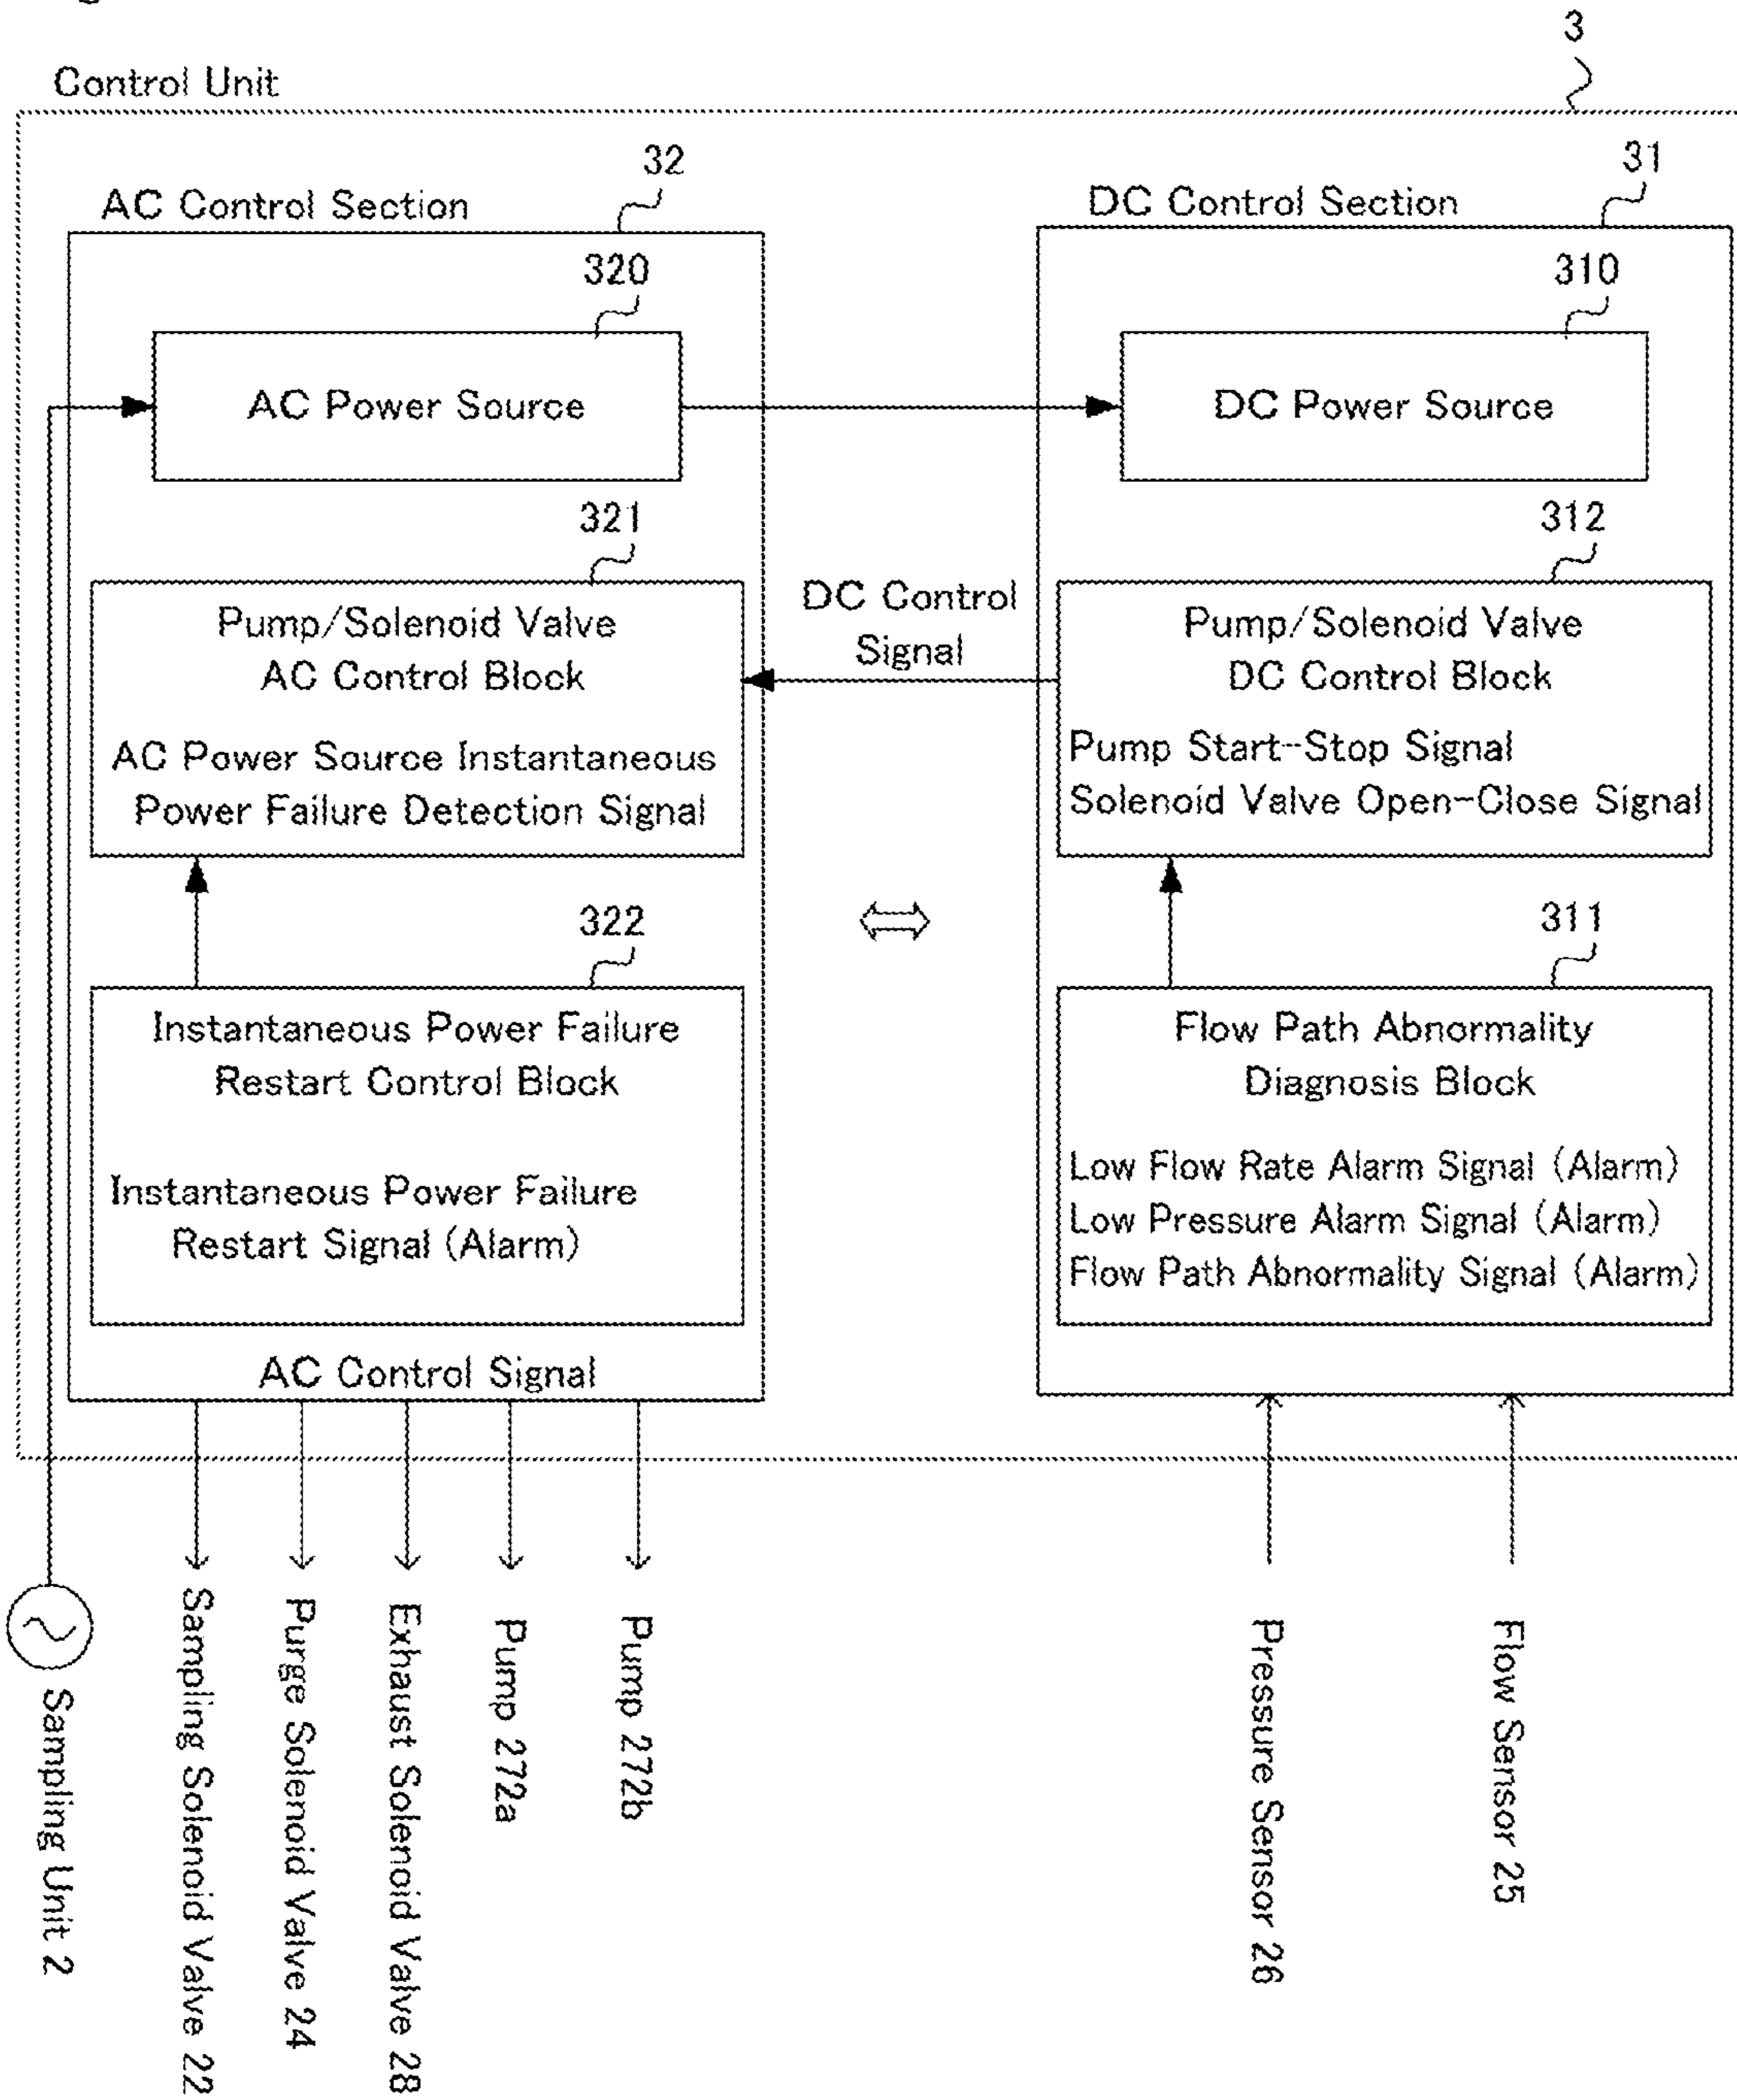 3
Control Unit
32
31
AC Control Section
DC Control Section
320
310
AC Power Source
DC Power Source
321
312
Pump/Solenoid Valve
AC Control Block
AC Power Source Instantaneous
Power Failure Detection Signal
DC Control
Signal
Pump/Solenoid Valve
DC Control Block
Pump Start-Stop Signal
Solenoid Valve Open-Close Signal
322
311
Instantaneous Power Failure
Restart Control Block
Instantaneous Power Failure
Restart Signal (Alarm)
Flow Path Abnormality
Diagnosis Block
Low Flow Rate Alarm Signal (Alarm)
Low Pressure Alarm Signal (Alarm)
Flow Path Abnormality Signal (Alarm)
AC Control Signal
Sampling Unit 2
Sampling Solenoid Valve 22
Purge Solenoid Valve 24
Exhaust Solenoid Valve 28
Pump 272a
Pump 272b
Pressure Sensor 26
Flow Sensor 25